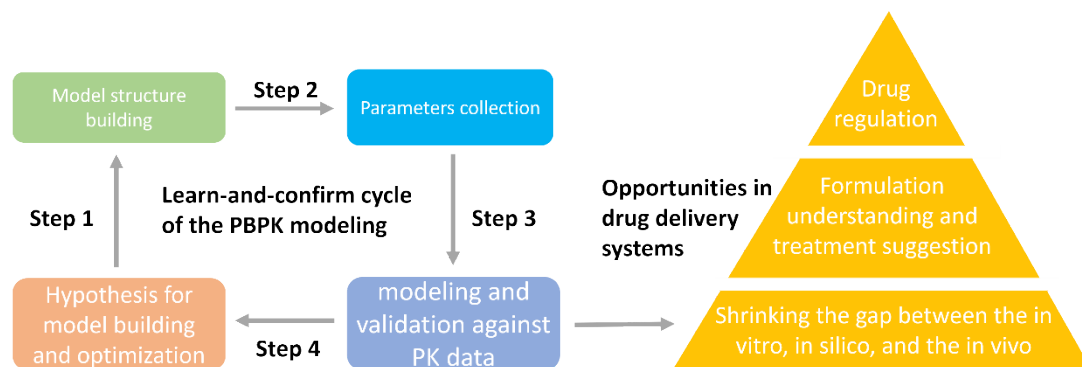 Model structure
building
Step 2
Parameters collection
Step 1
Learn-and-confirm cycle
of the PBPK modeling
Step 3
Hypothesis for
model building
and optimization
Step 4
modeling and
validation against
PK data
Opportunities in
drug delivery
systems
Drug
regulation
Formulation
understanding and
treatment suggestion
Shrinking the gap between the in
vitro, in silico, and the in vivo